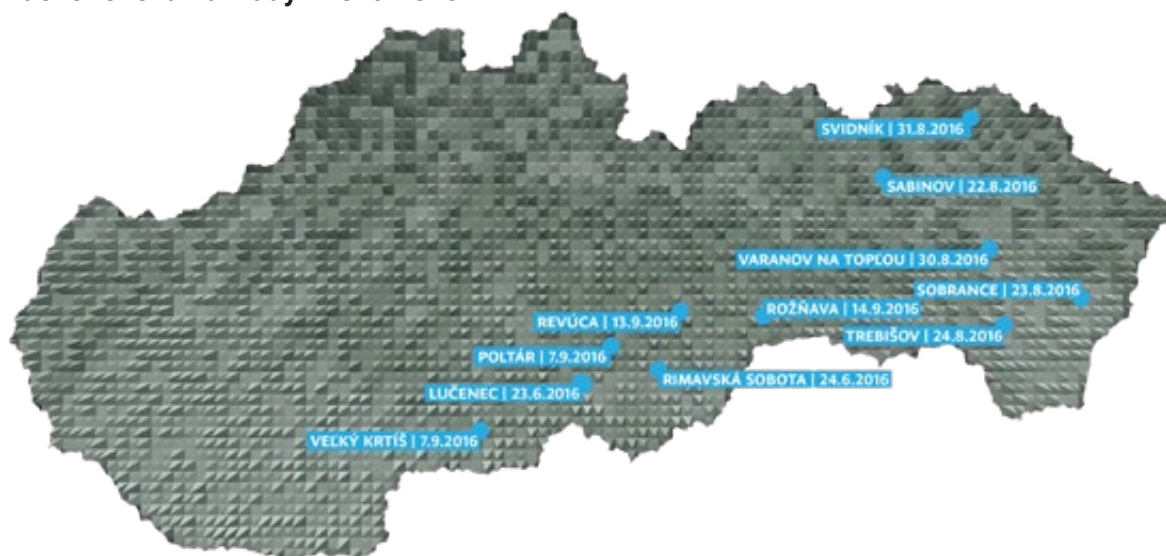 SVIDNÍK | 31.8.2016
SABINOV | 22.8.2016
VARANOV NA TOPĽOU | 30.8.2016
SOBRANCE | 23.8.2016
ROŽŇAVA | 14.9.2016
REVÚCA | 13.9.2016
TREBIŠOV | 24.8.2016
POLTÁR | 7.9.2016
RIMAVSKÁ SOBOTA | 24.6.2016
LUČENEC | 23.6.2016
VEĽKÝ KRTÍŠ | 7.9.2016